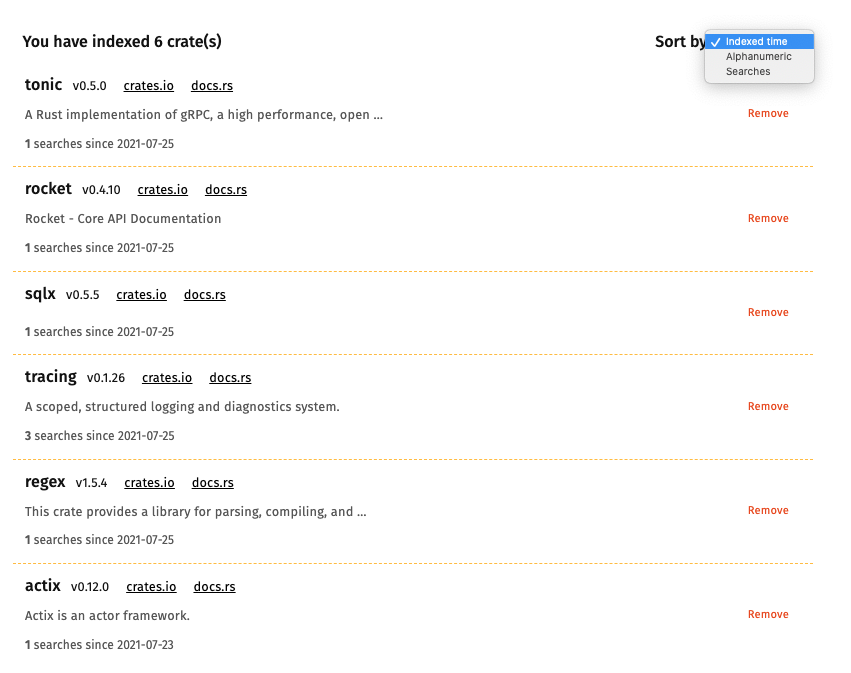 You have indexed 6 crate(s)
Sort by
✓ Indexed time
Alphanumeric
Searches
tonic v0.5.0 crates.io docs.rs
A Rust implementation of gRPC, a high performance, open ...
Remove
1 searches since 2021-07-25
rocket v0.4.10 crates.io docs.rs
Rocket - Core API Documentation
Remove
1 searches since 2021-07-25
sqlx v0.5.5 crates.io docs.rs
Remove
1 searches since 2021-07-25
tracing v0.1.26 crates.io docs.rs
A scoped, structured logging and diagnostics system.
Remove
3 searches since 2021-07-25
regex v1.5.4 crates.io docs.rs
This crate provides a library for parsing, compiling, and ...
Remove
1 searches since 2021-07-25
actix v0.12.0 crates.io docs.rs
Actix is an actor framework.
Remove
1 searches since 2021-07-23